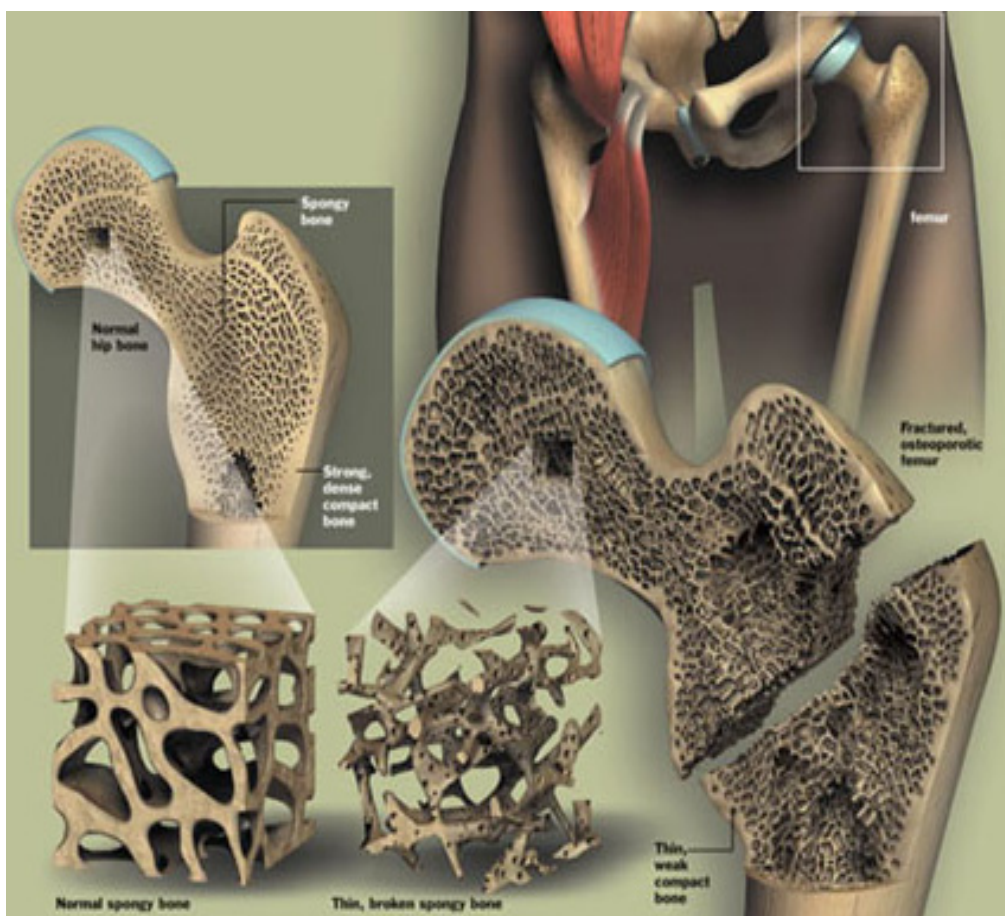 Spongy
bone
femur
Normal
hip bone
Fractured,
osteoporotic
femur
Strong,
dense
compact
bone
Thin,
weak
compact
bone
Normal spongy bone
Thin, broken spongy bone